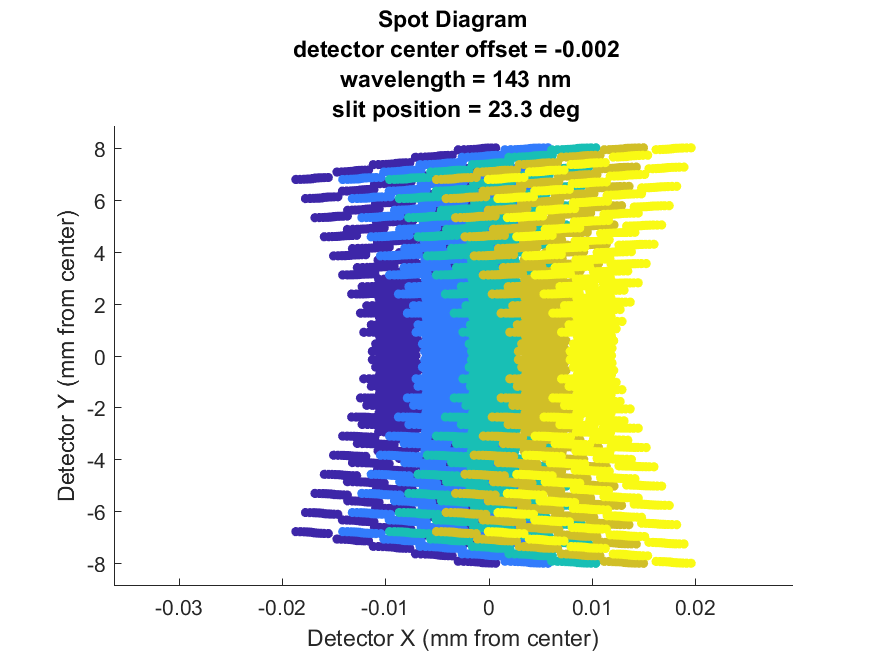 Spot Diagram
detector center offset = -0.002
wavelength = 143 nm
slit position = 23.3 deg
8
6
4
2
0
-2
-4
-6
-8
Detector Y (mm from center)
-0.03 -0.02 -0.01 0 0.01 0.02
Detector X (mm from center)